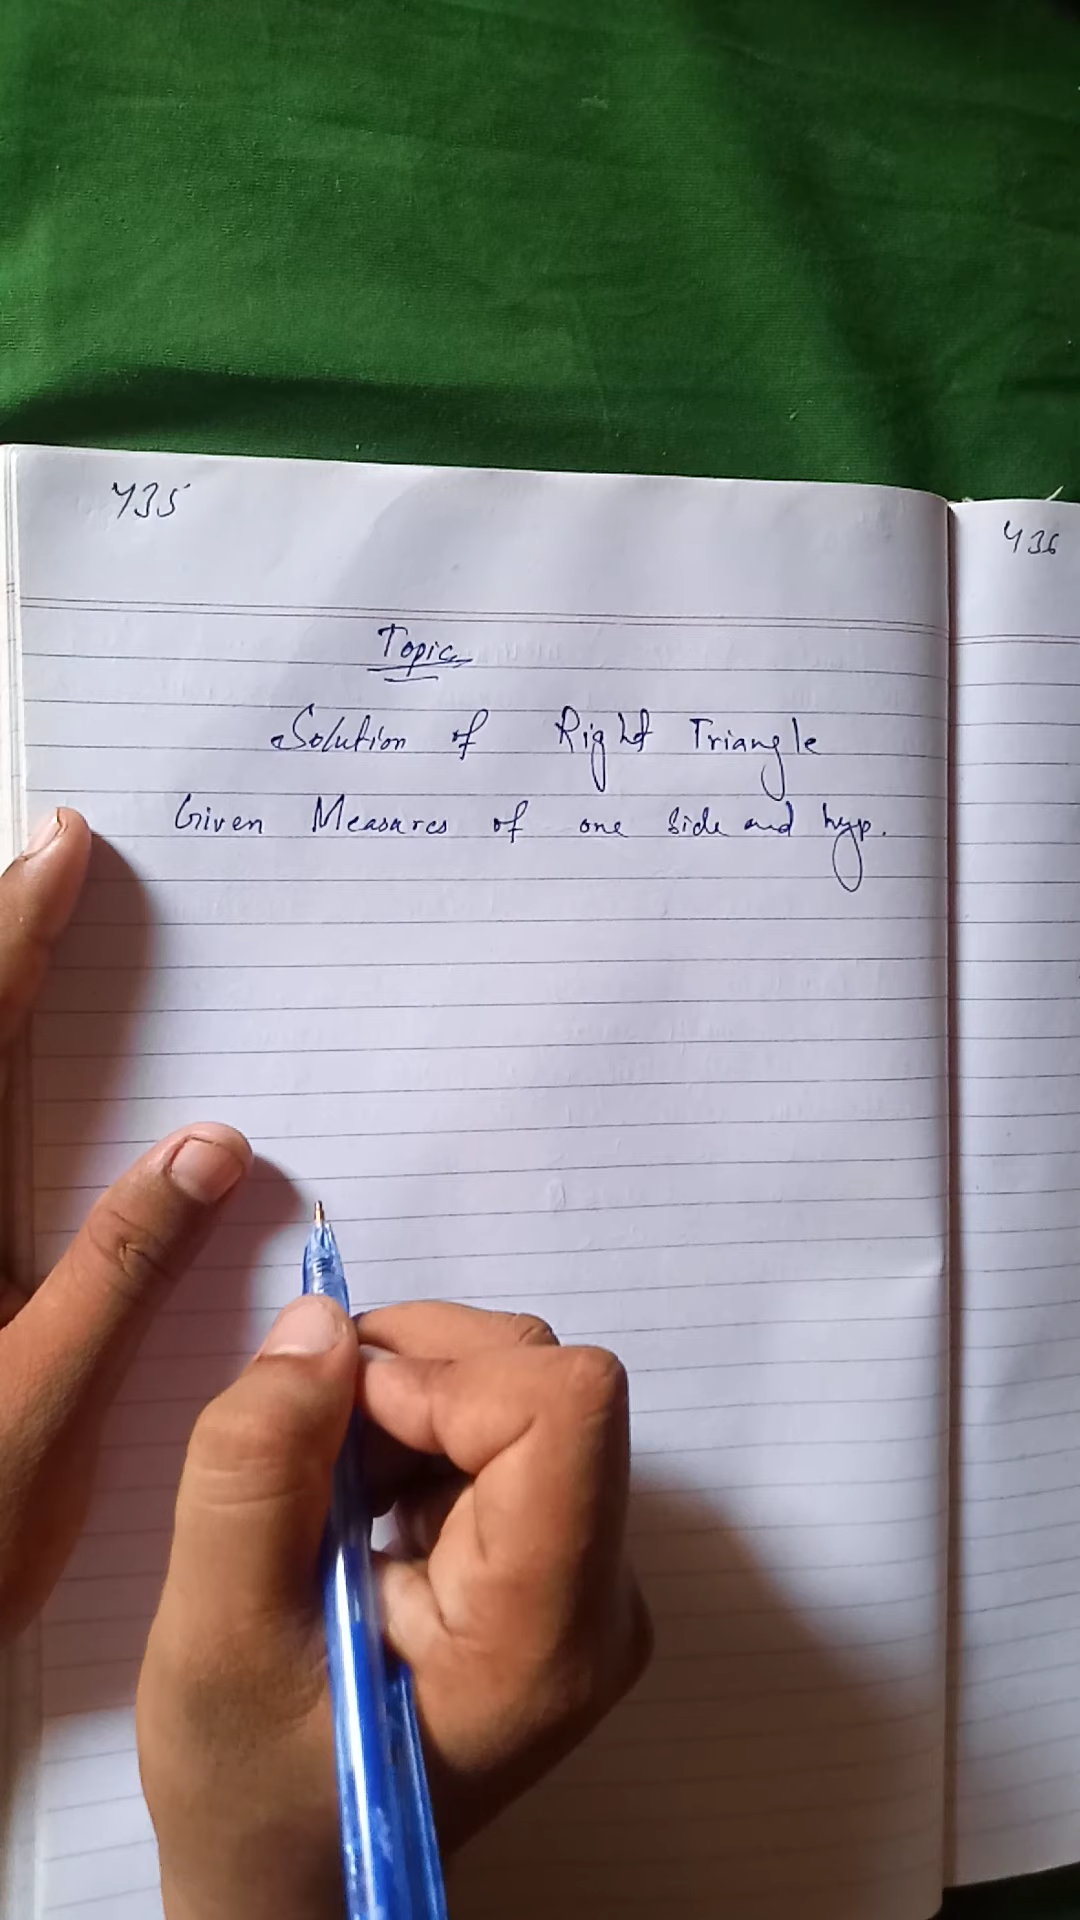 435
436
Topic
Solution of Right Triangle
Given Measures of one side and hyp.